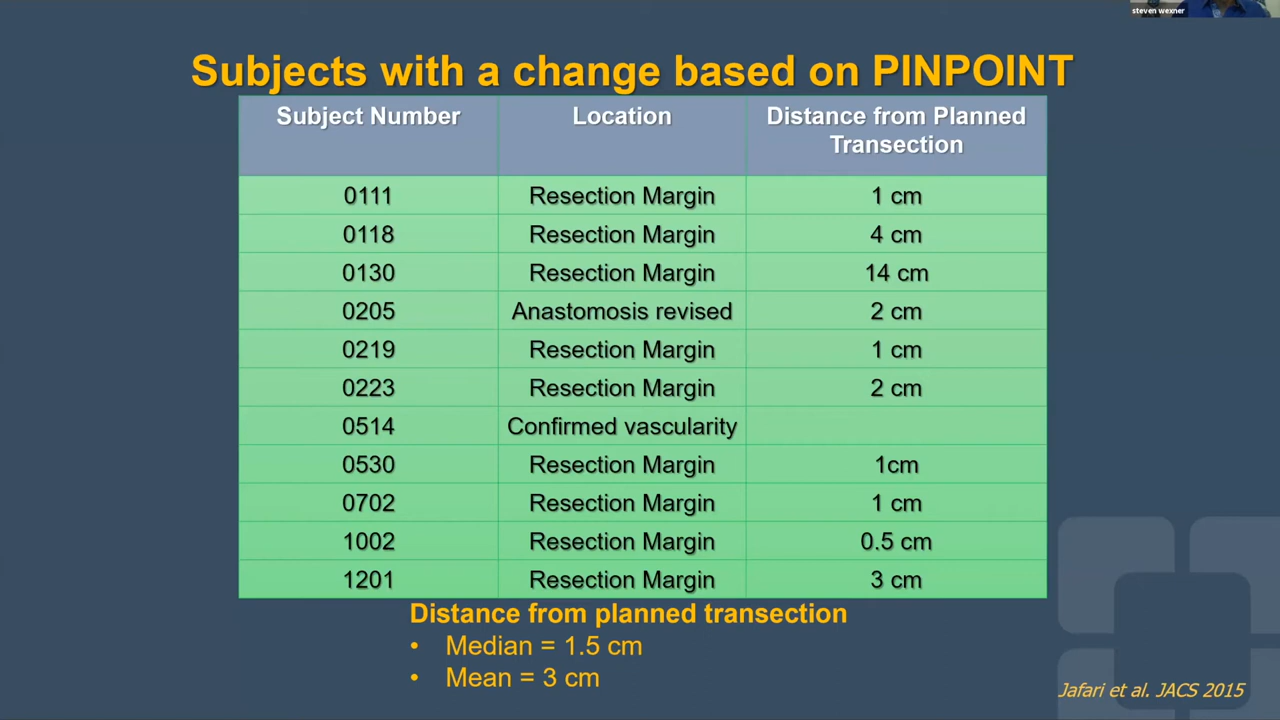 steven wexner
Subjects with a change based on PINPOINT
Subject Number Location Distance from Planned
Transection
0111 Resection Margin 1 cm
0118 Resection Margin 4 cm
0130 Resection Margin 14 cm
0205 Anastomosis revised 2 cm
0219 Resection Margin 1 cm
0223 Resection Margin 2 cm
0514 Confirmed vascularity
0530 Resection Margin 1cm
0702 Resection Margin 1 cm
1002 Resection Margin 0.5 cm
1201 Resection Margin 3 cm
Distance from planned transection
• Median = 1.5 cm
• Mean = 3 cm
Jafari et al. JACS 2015